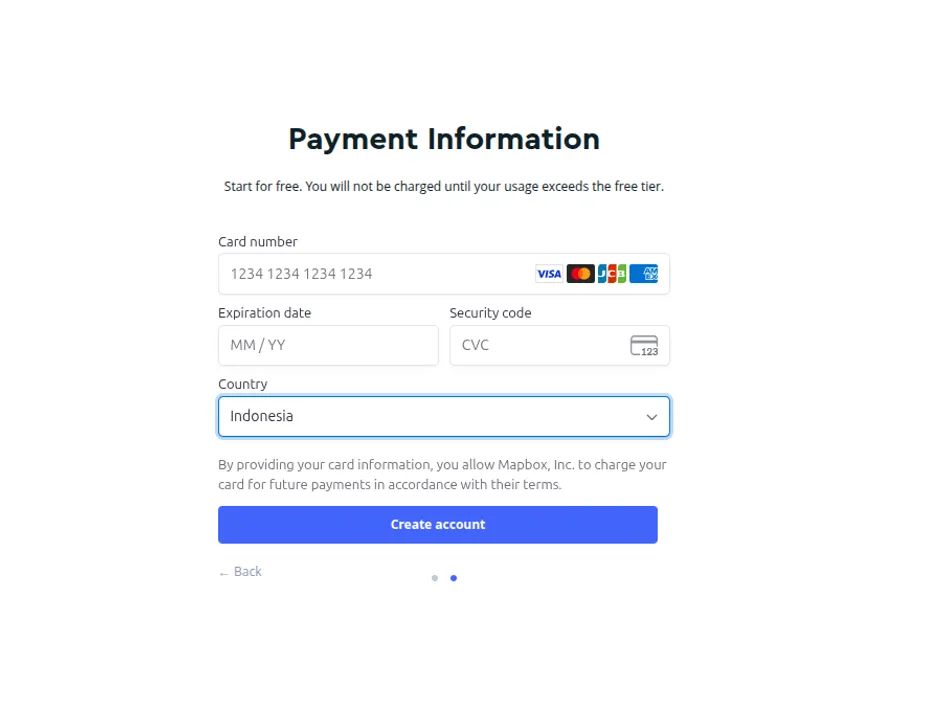 Payment Information
Start for free. You will not be charged until your usage exceeds the free tier.
Card number
1234 1234 1234 1234 VISA JCB AM EX
Expiration date Security code
MM / YY CVC 123
Country
Indonesia
By providing your card information, you allow Mapbox, Inc. to charge your
card for future payments in accordance with their terms.
Create account
← Back